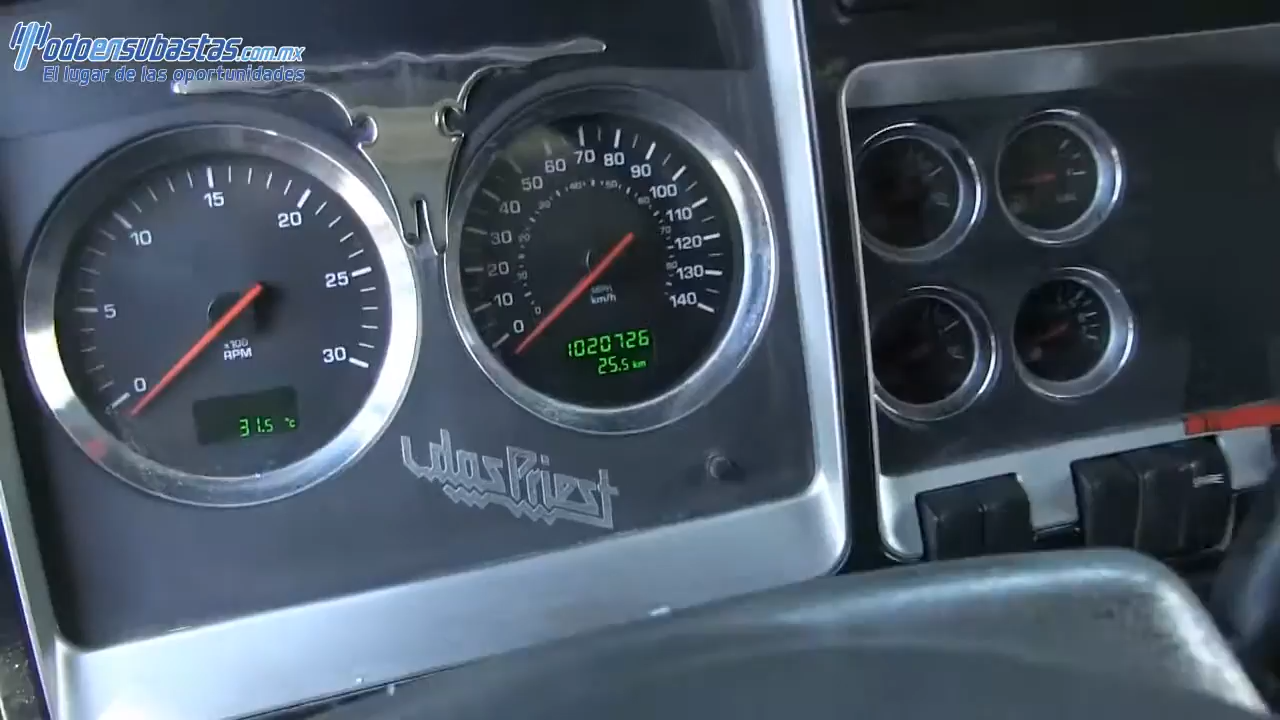 Todoensubastas.com.mx
El lugar de las oportunidades
0
5
10
15
20
25
30
x100
RPM
31.5 °C
0
10
20
30
40
50
60
70
80
90
100
110
120
130
140
MPH
km/h
1020726
25.5 km
das Priest